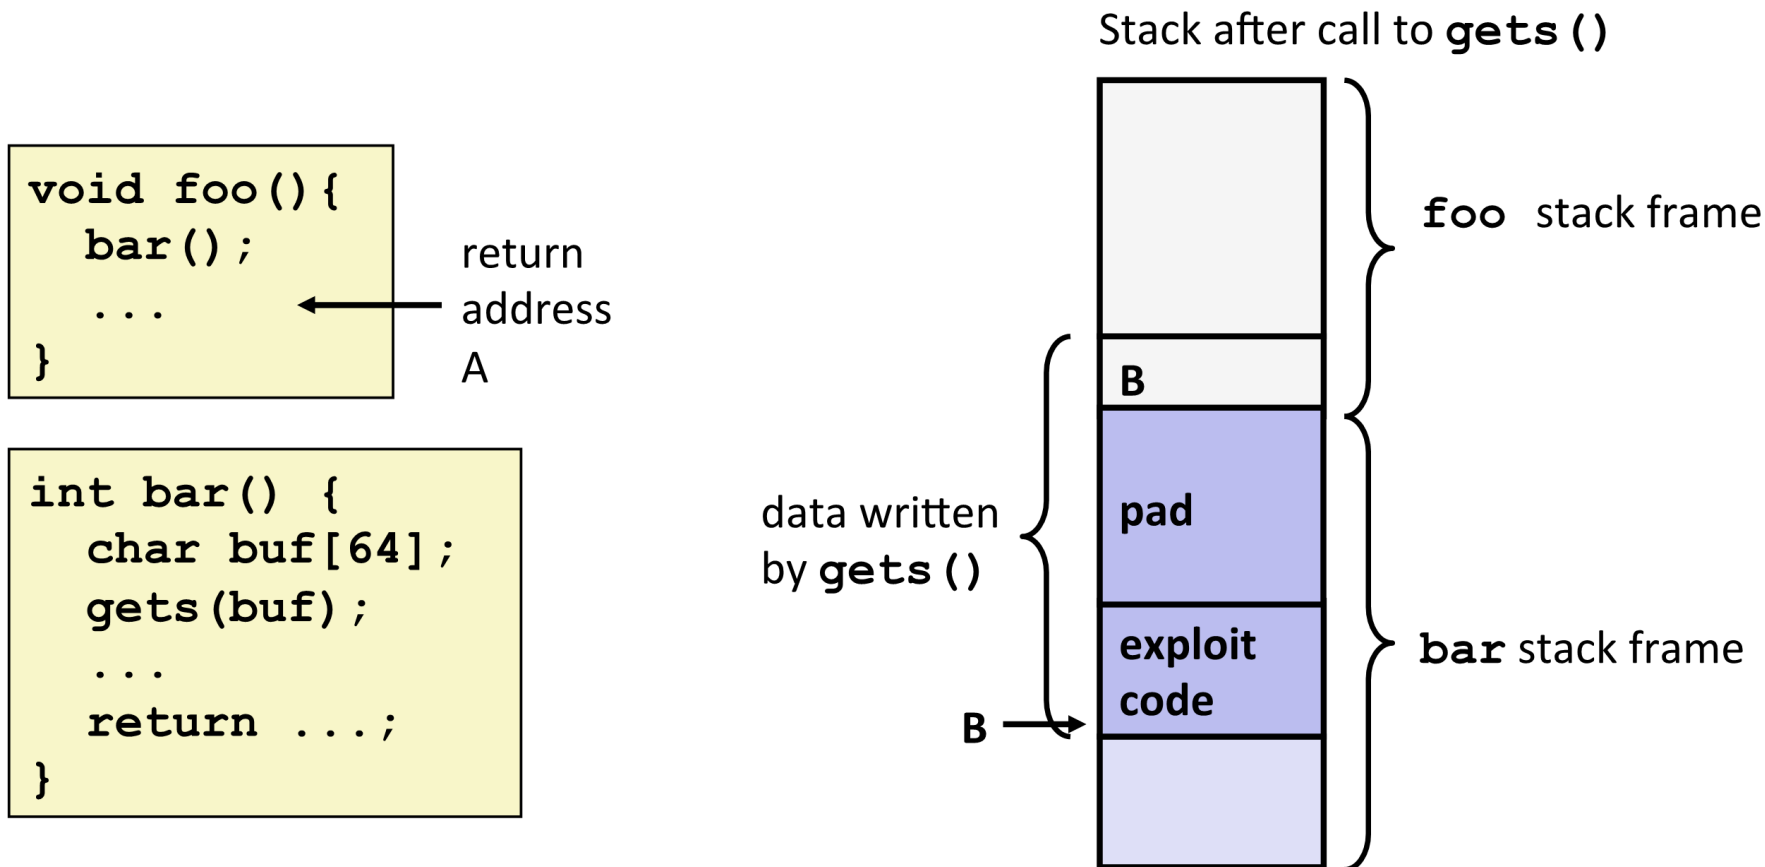 Stack after call to gets()
void foo(){
bar();
...
}
return
address
A
int bar() {
char buf[64];
gets(buf);
...
return ...;
}
foo stack frame
B
data written
by gets()
pad
exploit
code
B
bar stack frame